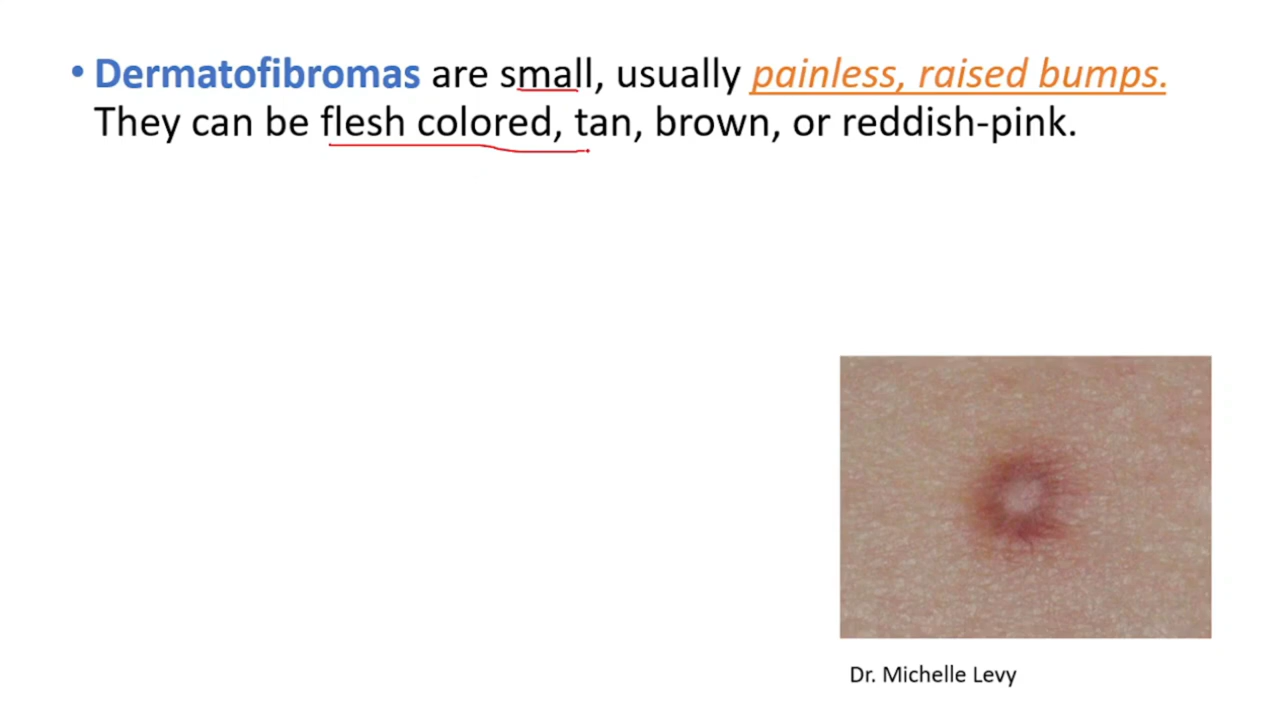 • Dermatofibromas are small, usually painless, raised bumps.
They can be flesh colored, tan, brown, or reddish-pink.
Dr. Michelle Levy